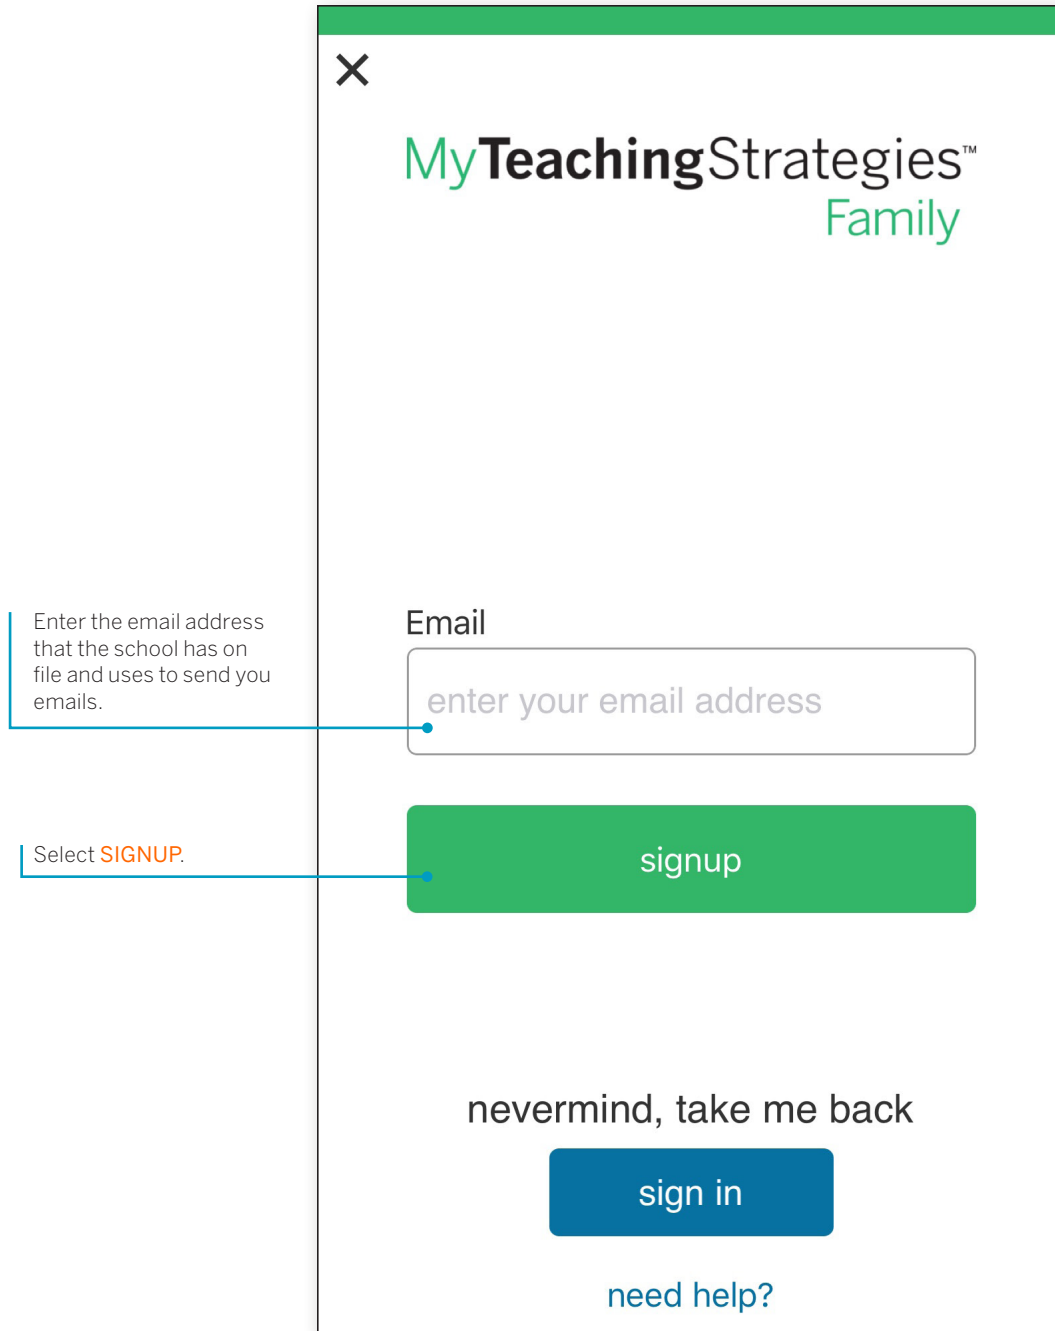 MyTeachingStrategies™
Family
Enter the email address
that the school has on
file and uses to send you
emails.
Email
enter your email address
Select SIGNUP.
signup
nevermind, take me back
sign in
need help?